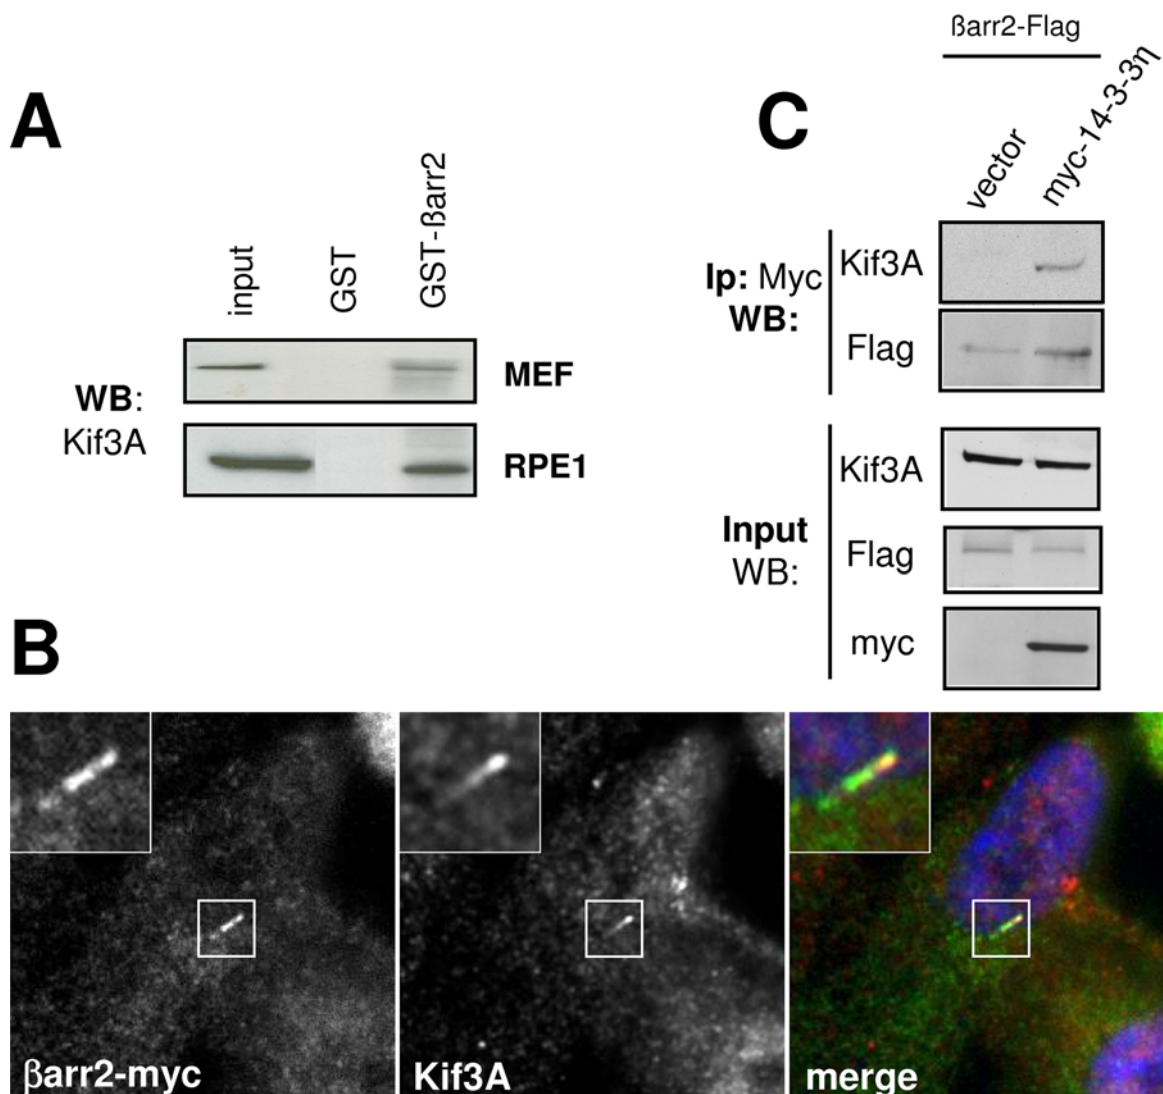 A
input
GST
GST-ßarr2
WB:
Kif3A
MEF
RPE1
C
ßarr2-Flag
vector
myc-14-3-3η
Ip: Myc
WB:
Kif3A
Flag
Input
WB:
Kif3A
Flag
myc
B
βarr2-myc
Kif3A
merge